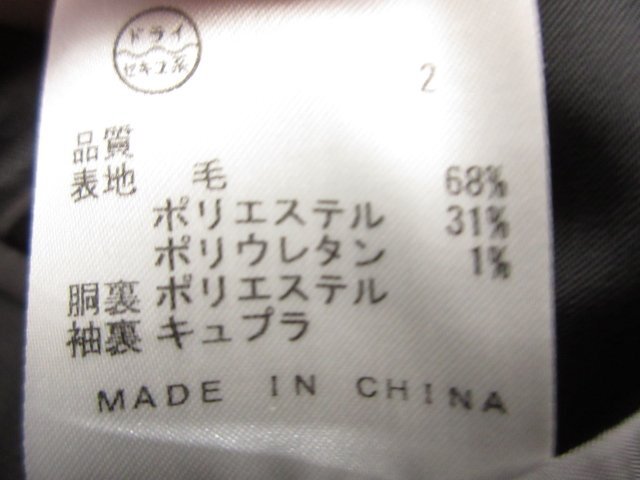 ドライ
セキユ系
2
品質
表地 毛 68%
ポリエステル 31%
ポリウレタン 1%
胴裏 ポリエステル
袖裏 キュプラ
MADE IN CHINA